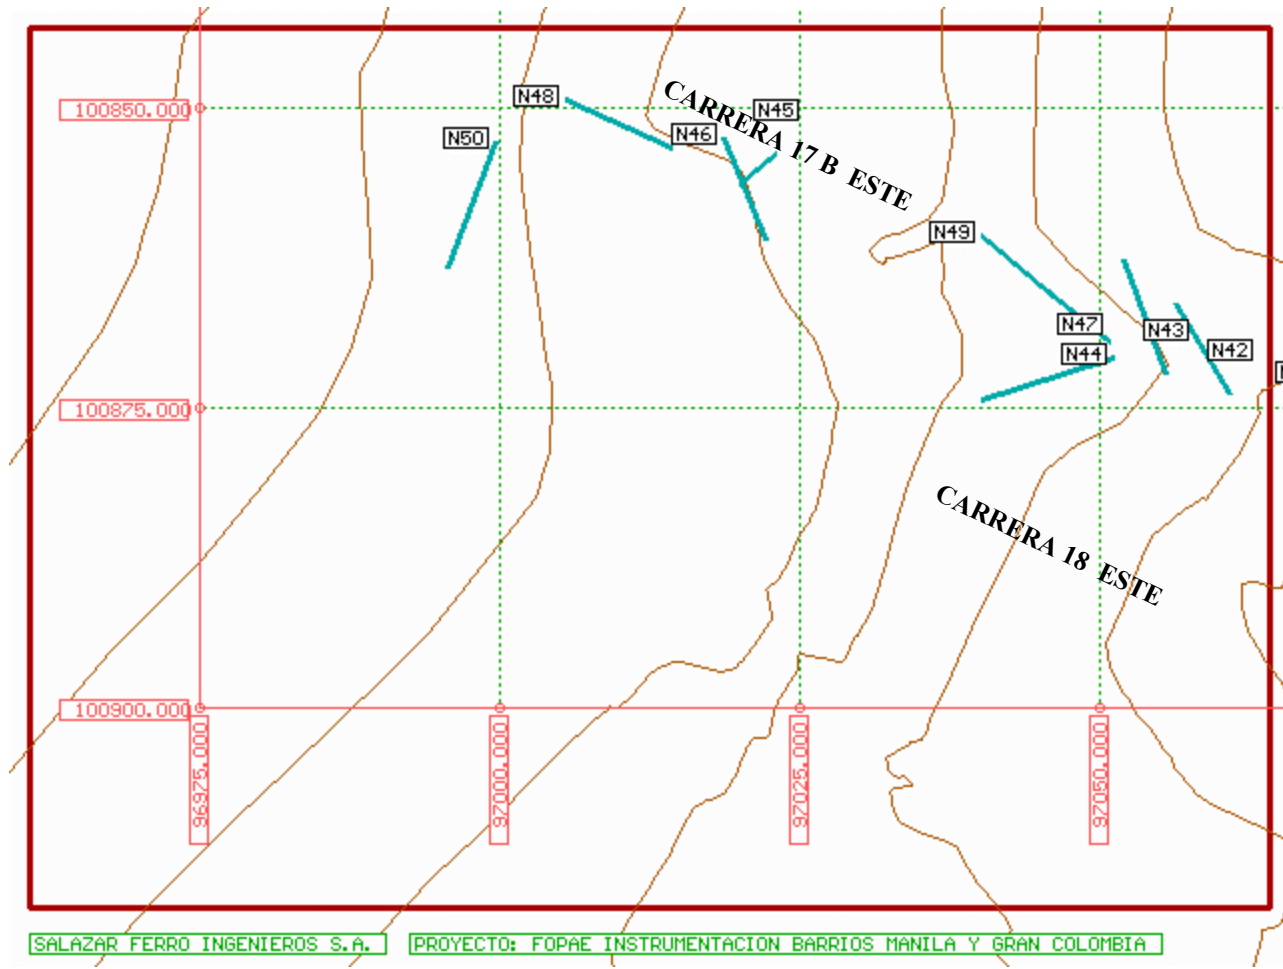 N48
100850.000
N45
CARRERA 17 B ESTE
N46
N50
N49
N47
N43
N44
N42
100875.000
CARRERA 18 ESTE
100900.000
96975.000
97000.000
97025.000
97050.000
SALAZAR FERRO INGENIEROS S.A.
PROYECTO: FOPAE INSTRUMENTACION BARRIOS MANILA Y GRAN COLOMBIA